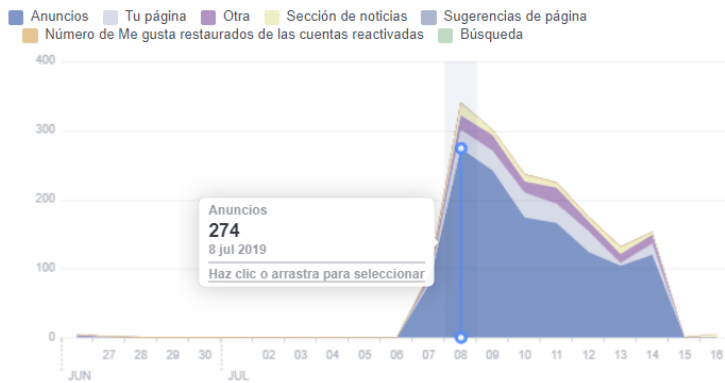 Anuncios Tu página Otra Sección de noticias Sugerencias de página
Número de Me gusta restaurados de las cuentas reactivadas Búsqueda
400
300
200
100
0
Anuncios
274
8 jul 2019
Haz clic o arrastra para seleccionar
27 28 29 30 02 03 04 05 06 07 08 09 10 11 12 13 14 15 16
JUN JUL